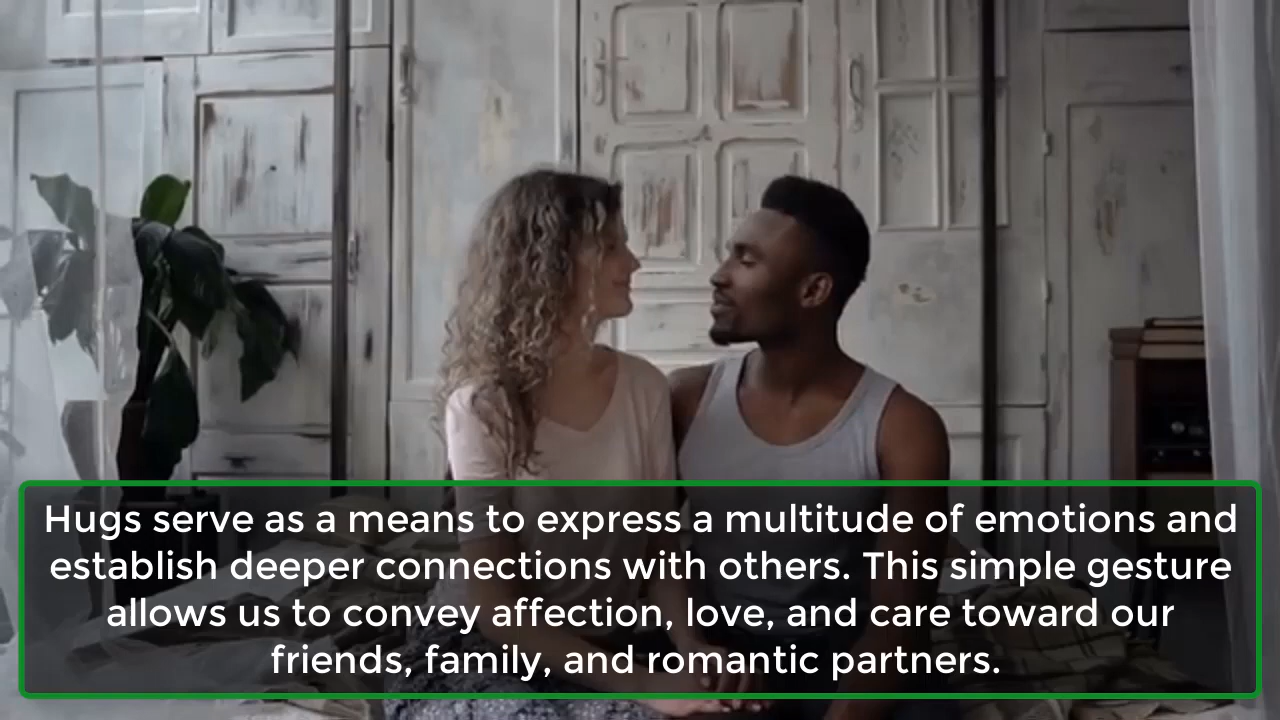 Hugs serve as a means to express a multitude of emotions and
establish deeper connections with others. This simple gesture
allows us to convey affection, love, and care toward our
friends, family, and romantic partners.